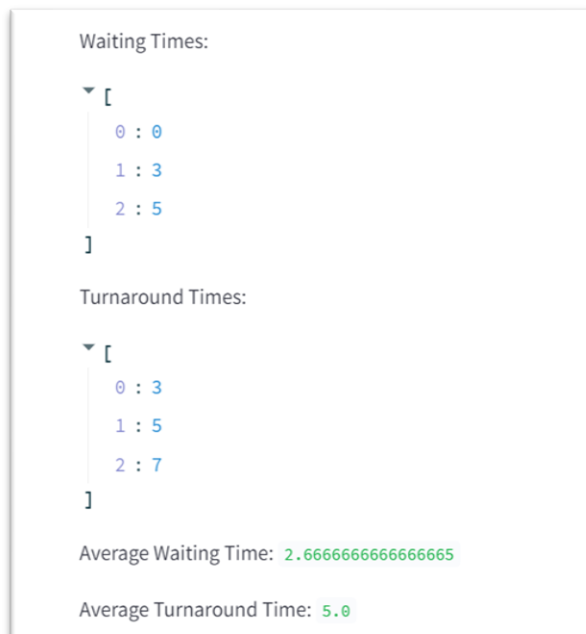 Waiting Times:
[
0 : 0
1 : 3
2 : 5
]
Turnaround Times:
[
0 : 3
1 : 5
2 : 7
]
Average Waiting Time: 2.6666666666666665
Average Turnaround Time: 5.0